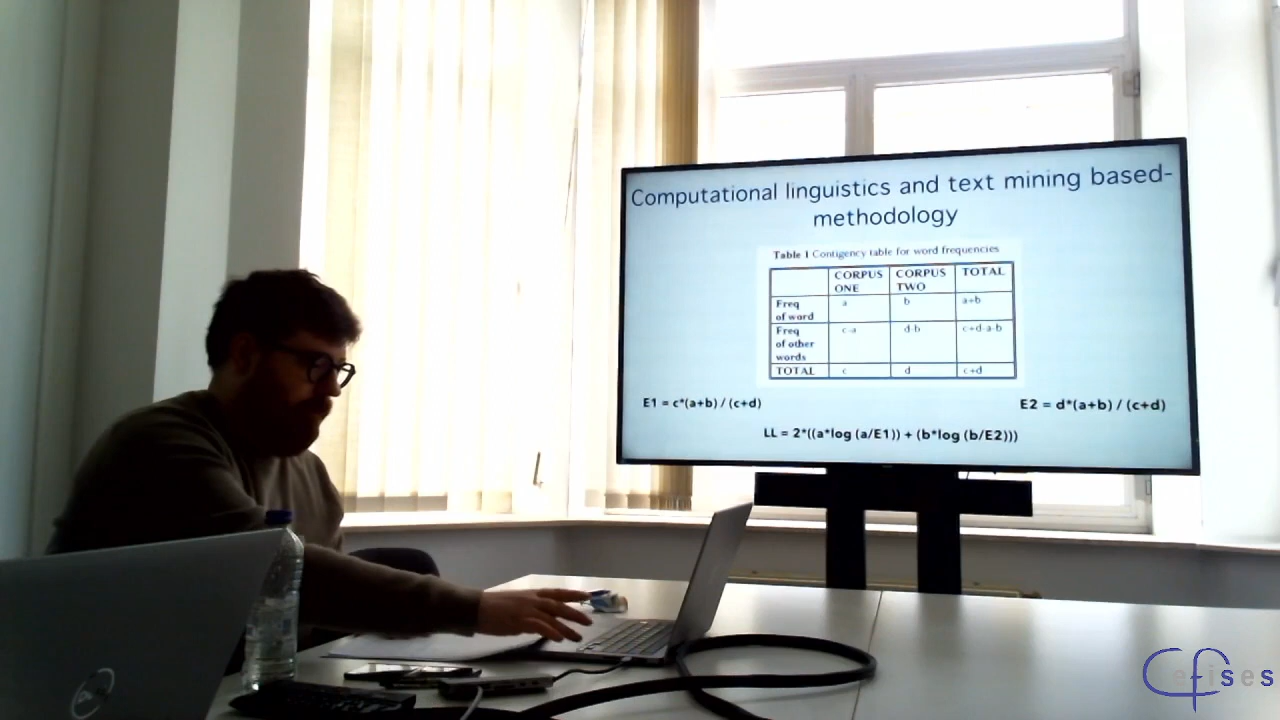 Computational linguistics and text mining based-
methodology
Table 1 Contigency table for word frequencies
CORPUS ONE CORPUS TWO TOTAL
Freq of word a b a+b
Freq of other words c-a d-b c+d-a-b
TOTAL c d c+d
E1 = c*(a+b) / (c+d) E2 = d*(a+b) / (c+d)
LL = 2*((a*log (a/E1)) + (b*log (b/E2)))
DELL
Cefises